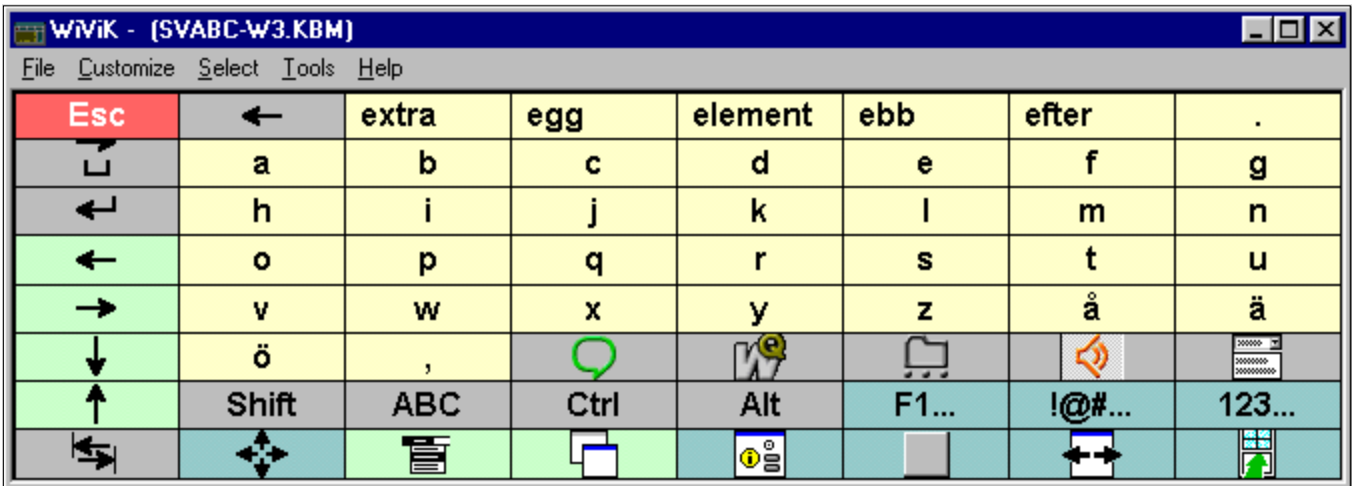 WiViK - (SVABC-W3.KBM)
File Customize Select Tools Help
Esc extra egg element ebb efter .
a b c d e f g
h i j k l m n
o p q r s t u
v w x y z å ä
ö ,
Shift ABC Ctrl Alt F1... !@#... 123...